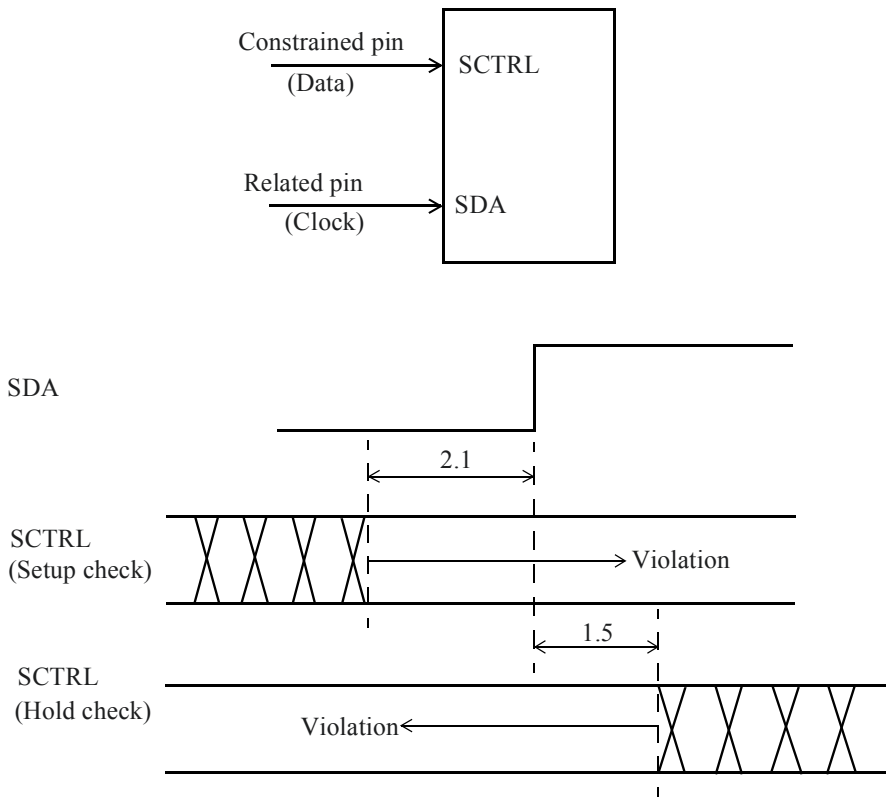 Constrained pin
(Data)
SCTRL
Related pin
(Clock)
SDA
SDA
2.1
SCTRL
(Setup check)
Violation
1.5
SCTRL
(Hold check)
Violation